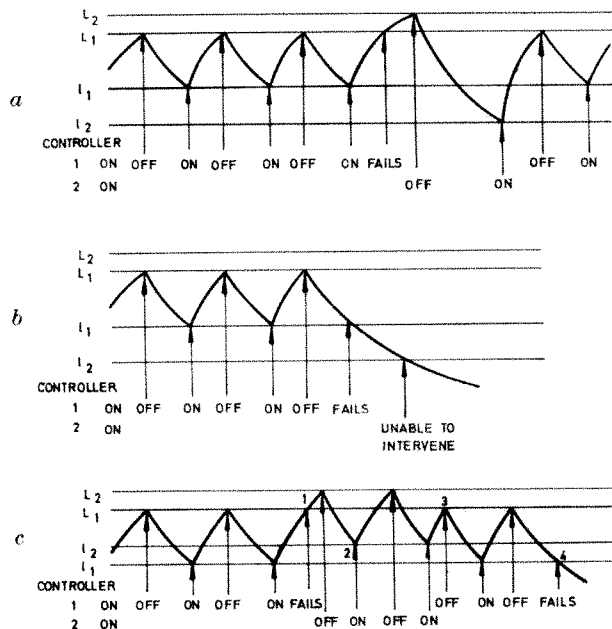 L2
L1
a
l1
l2
CONTROLLER
1 ON OFF ON OFF ON OFF ON FAILS OFF ON
2 ON OFF ON
L2
L1
b
l1
l2
CONTROLLER
1 ON OFF ON OFF ON OFF FAILS
2 ON UNABLE TO
INTERVENE
L2
L1
1
3
c
l2
2
l1
4
CONTROLLER
1 ON OFF ON OFF ON FAILS OFF ON OFF FAILS
2 ON OFF ON OFF ON